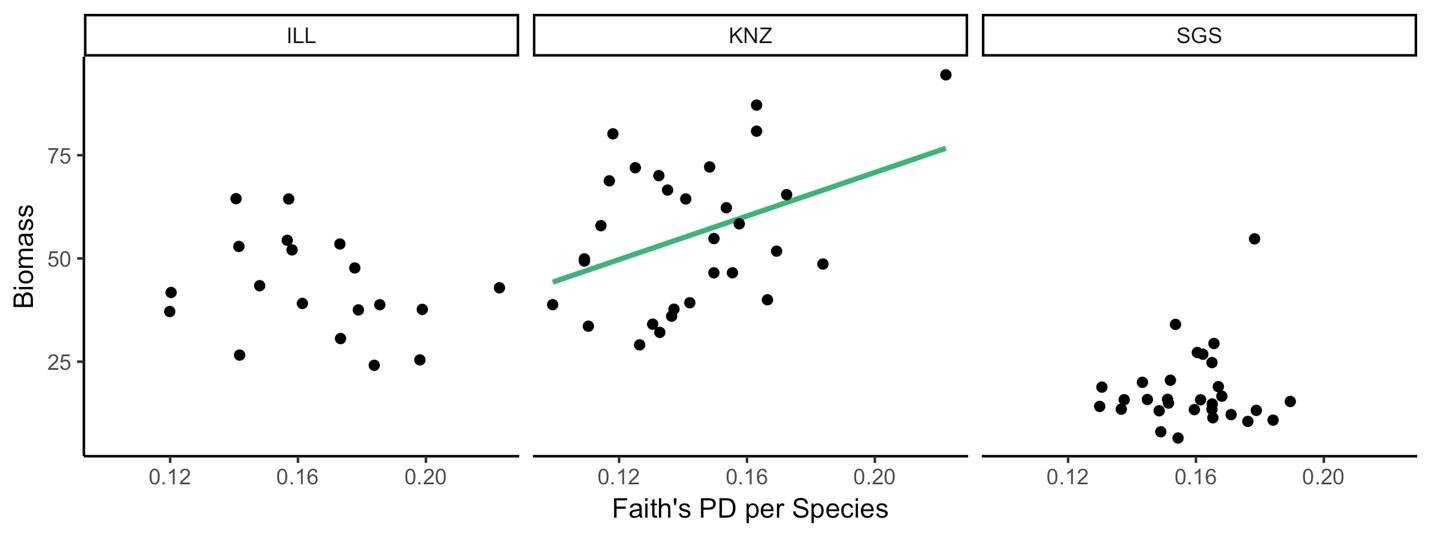 ILL KNZ SGS
Biomass
75
50
25
0.12 0.16 0.20 0.12 0.16 0.20 0.12 0.16 0.20
Faith's PD per Species